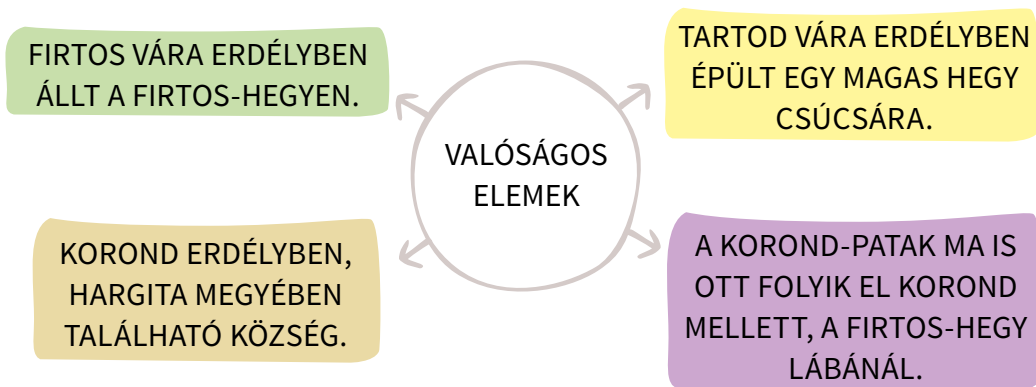 FIRTOS VÁRA ERDÉLYBEN
ÁLLT A FIRTOS-HEGYEN.
TARTOD VÁRA ERDÉLYBEN
ÉPÜLT EGY MAGAS HEGY
CSÚCSÁRA.
VALÓSÁGOS
ELEMEK
KOROND ERDÉLYBEN,
HARGITA MEGYÉBEN
TALÁLHATÓ KÖZSÉG.
A KOROND-PATAK MA IS
OTT FOLYIK EL KOROND
MELLETT, A FIRTOS-HEGY
LÁBÁNÁL.